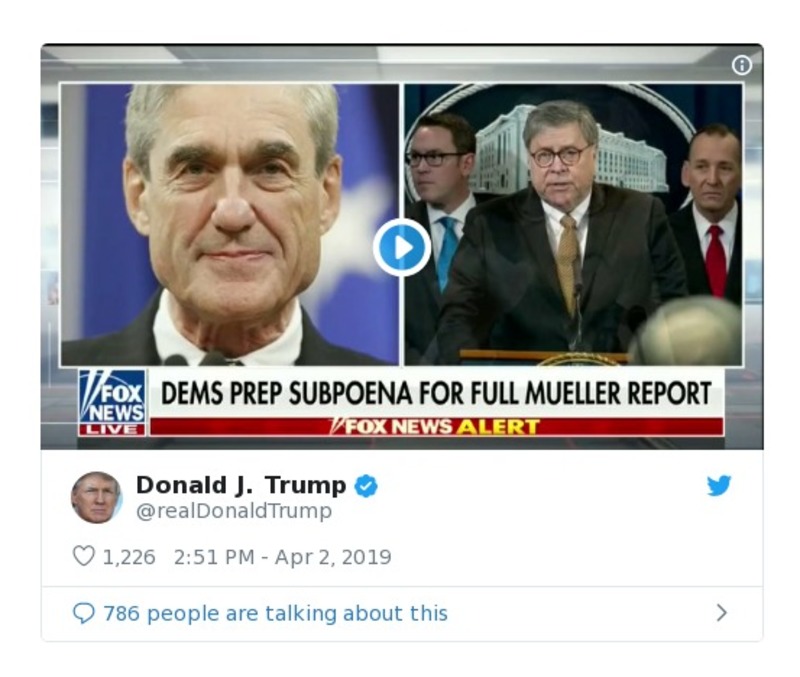 DEMS PREP SUBPOENA FOR FULL MUELLER REPORT
FOX
NEWS
LIVE
FOX NEWS ALERT
Donald J. Trump
@realDonaldTrump
1,226 2:51 PM - Apr 2, 2019
786 people are talking about this